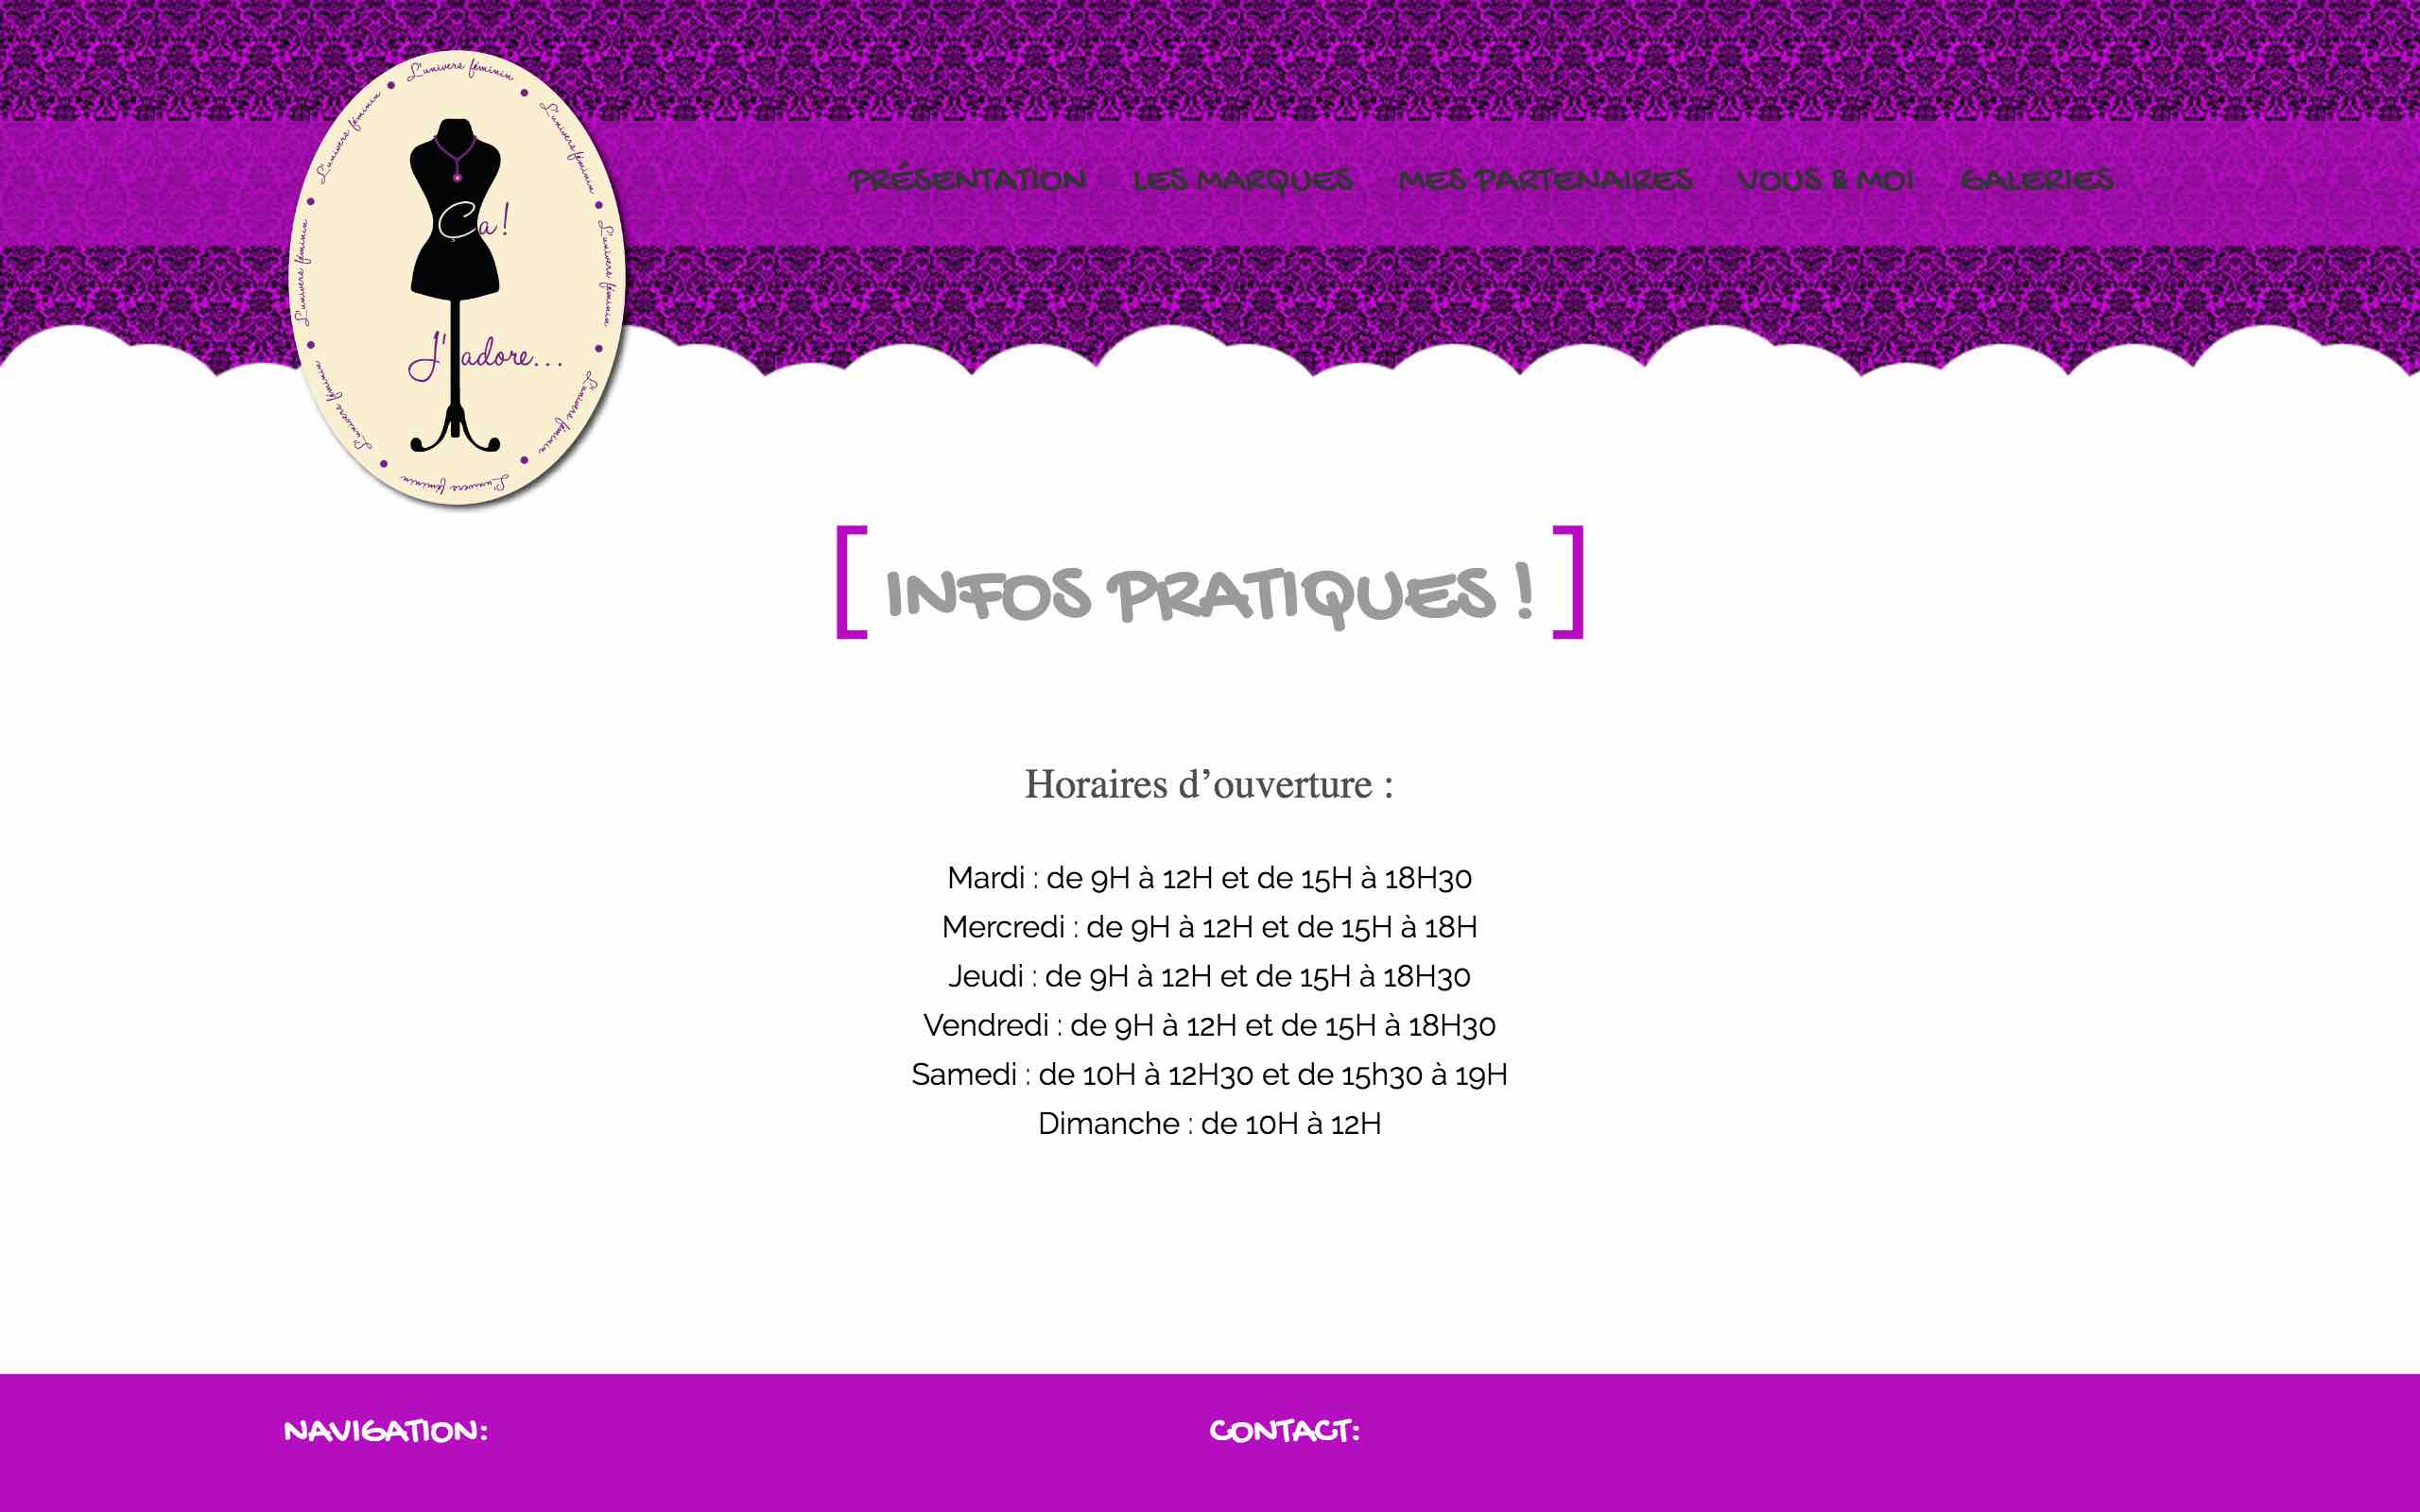 L'univers féminin • L'univers féminin • L'univers féminin • L'univers féminin • L'univers féminin • L'univers féminin • L'univers féminin • L'univers féminin •
Ça !
J'adore...
PRÉSENTATION LES MARQUES MES PARTENAIRES VOUS & MOI GALERIES
[ INFOS PRATIQUES ! ]
Horaires d’ouverture :
Mardi : de 9H à 12H et de 15H à 18H30
Mercredi : de 9H à 12H et de 15H à 18H
Jeudi : de 9H à 12H et de 15H à 18H30
Vendredi : de 9H à 12H et de 15H à 18H30
Samedi : de 10H à 12H30 et de 15h30 à 19H
Dimanche : de 10H à 12H
NAVIGATION: CONTACT: